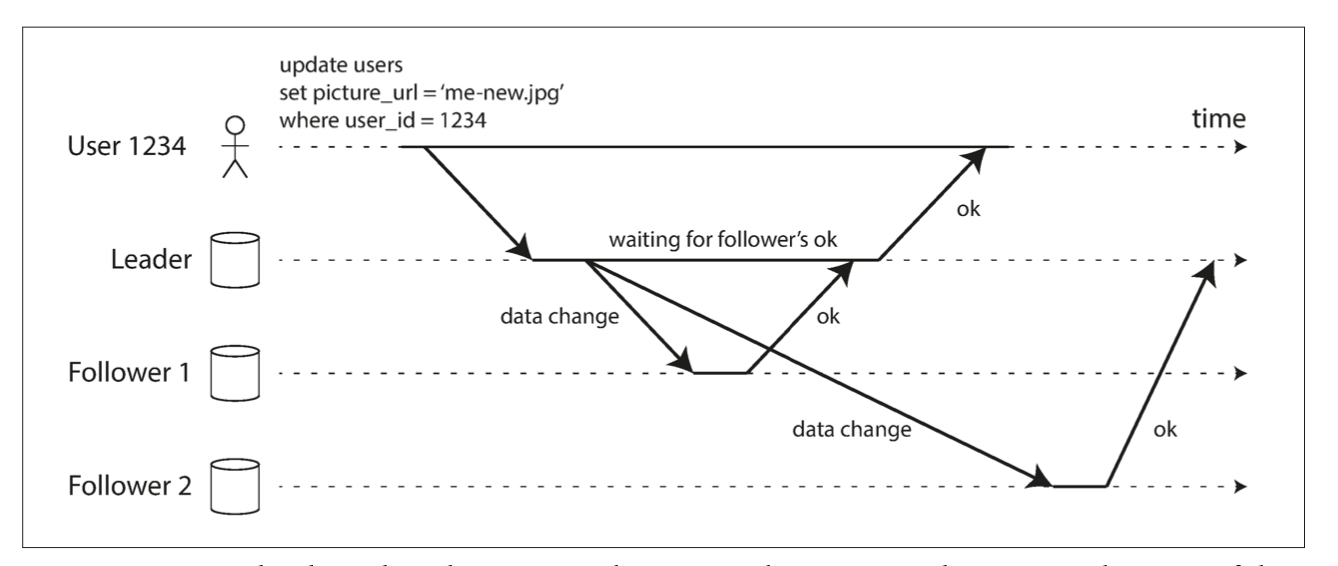 update users
set picture_url = ‘me-new.jpg’
where user_id = 1234
time
User 1234
ok
waiting for follower’s ok
Leader
data change
ok
Follower 1
data change
ok
Follower 2